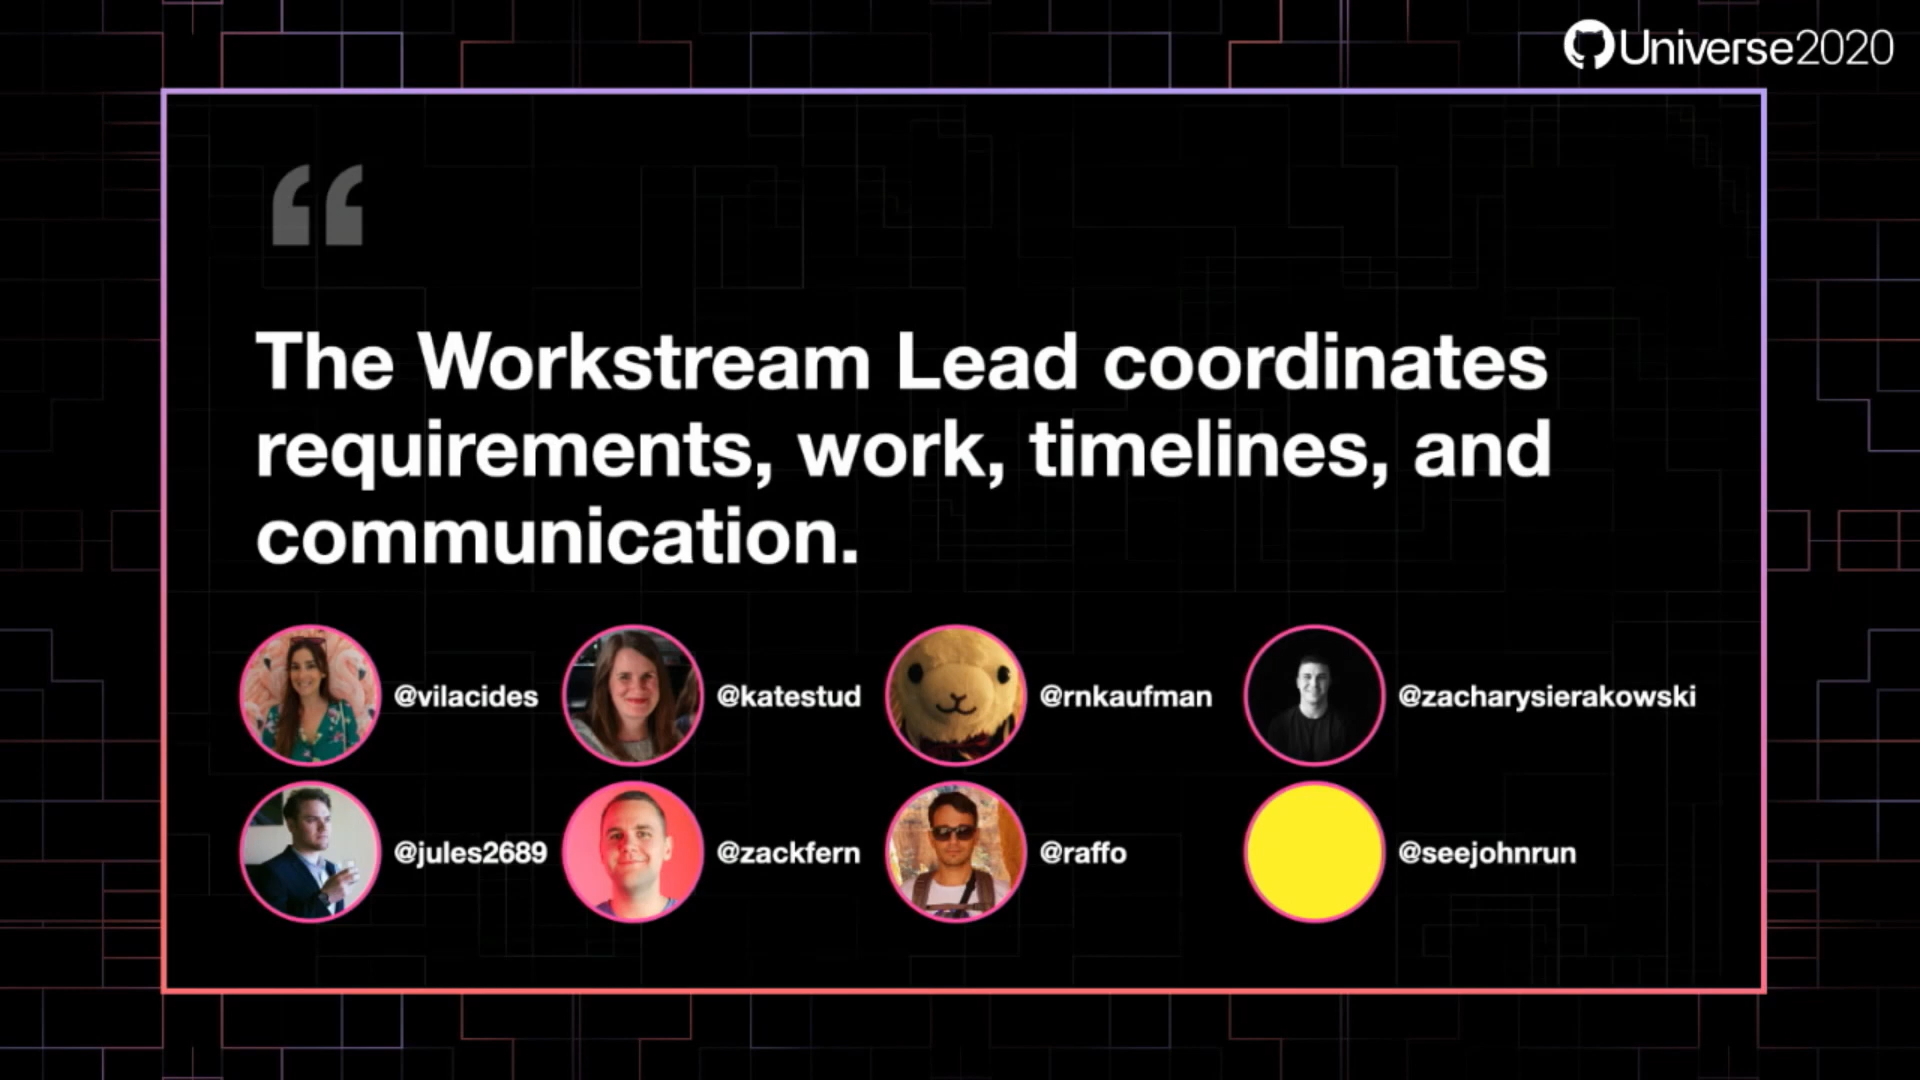 Universe2020
“
The Workstream Lead coordinates
requirements, work, timelines, and
communication.
@vilacides @katestud @rnkaufman @zacharysierakowski
@jules2689 @zackfern @raffo @seejohnrun